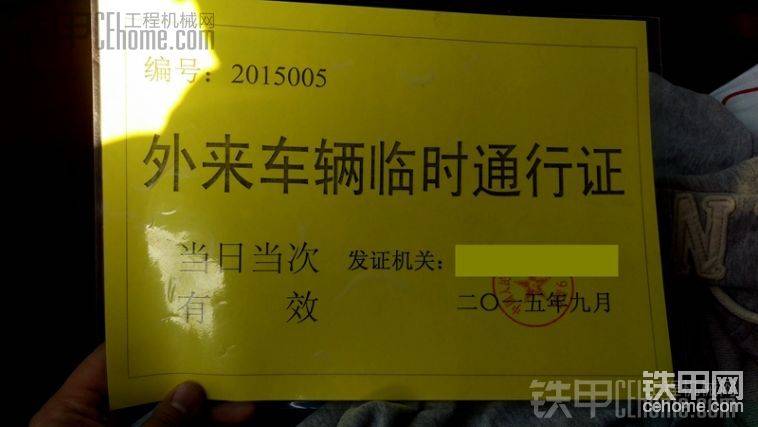 铁甲 工程机械网
CEhome.com
编号：2015005
外来车辆临时通行证
当日当次 发证机关：
有 效 二〇一五年九月
铁甲网
cehome.com